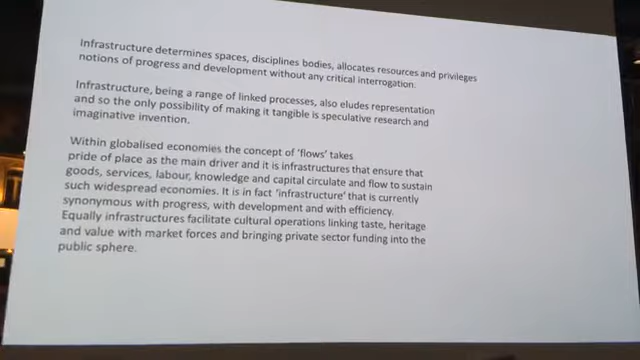 Infrastructure determines spaces, disciplines bodies, allocates resources and privileges
notions of progress and development without any critical interrogation.
Infrastructure, being a range of linked processes, also eludes representation
and so the only possibility of making it tangible is speculative research and
imaginative invention.
Within globalised economies the concept of 'flows' takes
pride of place as the main driver and it is infrastructures that ensure that
goods, services, labour, knowledge and capital circulate and flow to sustain
such widespread economies. It is in fact 'infrastructure' that is currently
synonymous with progress, with development and with efficiency.
Equally infrastructures facilitate cultural operations linking taste, heritage
and value with market forces and bringing private sector funding into the
public sphere.